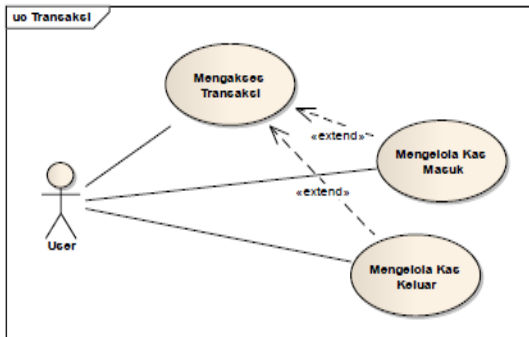 uc Transaksi
Mengakses
Transaksi
«extend»
Mengelola Kas
Masuk
«extend»
User
Mengelola Kas
Keluar